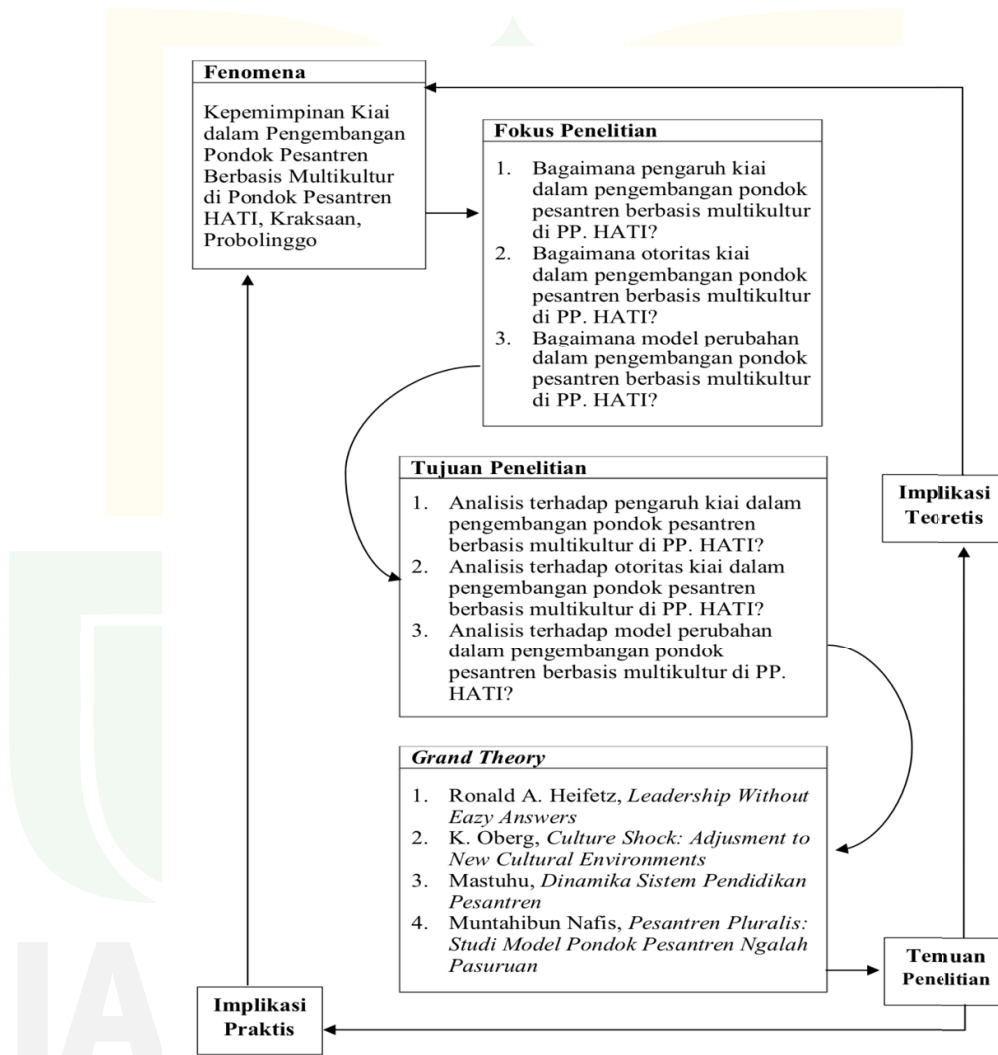 Fenomena
Kepemimpinan Kiai
dalam Pengembangan
Pondok Pesantren
Berbasis Multikultur
di Pondok Pesantren
HATI, Kraksaan,
Probolinggo
Fokus Penelitian
1. Bagaimana pengaruh kiai
dalam pengembangan pondok
pesantren berbasis multikultur
di PP. HATI?
2. Bagaimana otoritas kiai
dalam pengembangan pondok
pesantren berbasis multikultur
di PP. HATI?
3. Bagaimana model perubahan
dalam pengembangan pondok
pesantren berbasis multikultur
di PP. HATI?
Tujuan Penelitian
1. Analisis terhadap pengaruh kiai dalam
pengembangan pondok pesantren
berbasis multikultur di PP. HATI?
2. Analisis terhadap otoritas kiai dalam
pengembangan pondok pesantren
berbasis multikultur di PP. HATI?
3. Analisis terhadap model perubahan
dalam pengembangan pondok
pesantren berbasis multikultur di PP.
HATI?
Implikasi
Teoretis
Grand Theory
1. Ronald A. Heifetz, Leadership Without
Eazy Answers
2. K. Oberg, Culture Shock: Adjusment to
New Cultural Environments
3. Mastuhu, Dinamika Sistem Pendidikan
Pesantren
4. Muntahibun Nafis, Pesantren Pluralis:
Studi Model Pondok Pesantren Ngalah
Pasuruan
Temuan
Penelitian
Implikasi
Praktis
IA